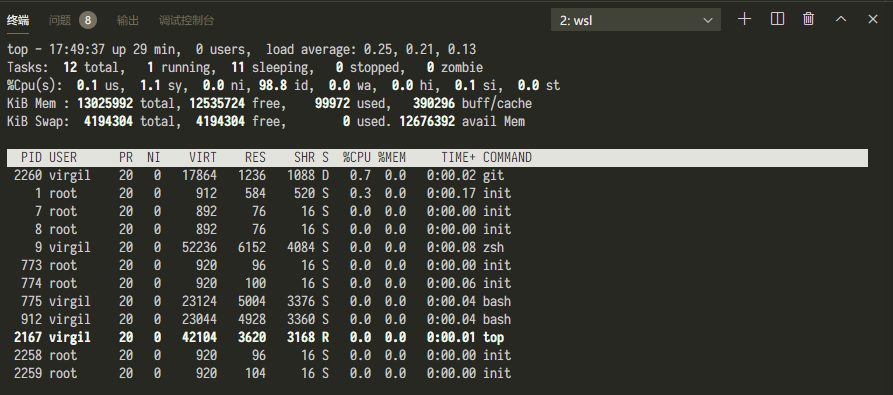 终端 问题 8 输出 调试控制台 2: wsl
top - 17:49:37 up 29 min,  0 users,  load average: 0.25, 0.21, 0.13
Tasks:  12 total,   1 running,  11 sleeping,   0 stopped,   0 zombie
%Cpu(s):  0.1 us,  1.1 sy,  0.0 ni, 98.8 id,  0.0 wa,  0.0 hi,  0.1 si,  0.0 st
KiB Mem : 13025992 total, 12535724 free,    99972 used,   390296 buff/cache
KiB Swap:  4194304 total,  4194304 free,        0 used. 12676392 avail Mem
PID USER      PR  NI    VIRT    RES    SHR S  %CPU %MEM     TIME+ COMMAND
2260 virgil    20   0   17864   1236   1088 D   0.7  0.0   0:00.02 git
1 root      20   0     912    584    520 S   0.3  0.0   0:00.17 init
7 root      20   0     892     76     16 S   0.0  0.0   0:00.00 init
8 root      20   0     892     76     16 S   0.0  0.0   0:00.00 init
9 virgil    20   0   52236   6152   4084 S   0.0  0.0   0:00.08 zsh
773 root      20   0     920     96     16 S   0.0  0.0   0:00.00 init
774 root      20   0     920    100     16 S   0.0  0.0   0:00.06 init
775 virgil    20   0   23124   5004   3376 S   0.0  0.0   0:00.04 bash
912 virgil    20   0   23044   4928   3360 S   0.0  0.0   0:00.04 bash
2167 virgil    20   0   42104   3620   3168 R   0.0  0.0   0:00.01 top
2258 root      20   0     920     96     16 S   0.0  0.0   0:00.00 init
2259 root      20   0     920    104     16 S   0.0  0.0   0:00.00 init